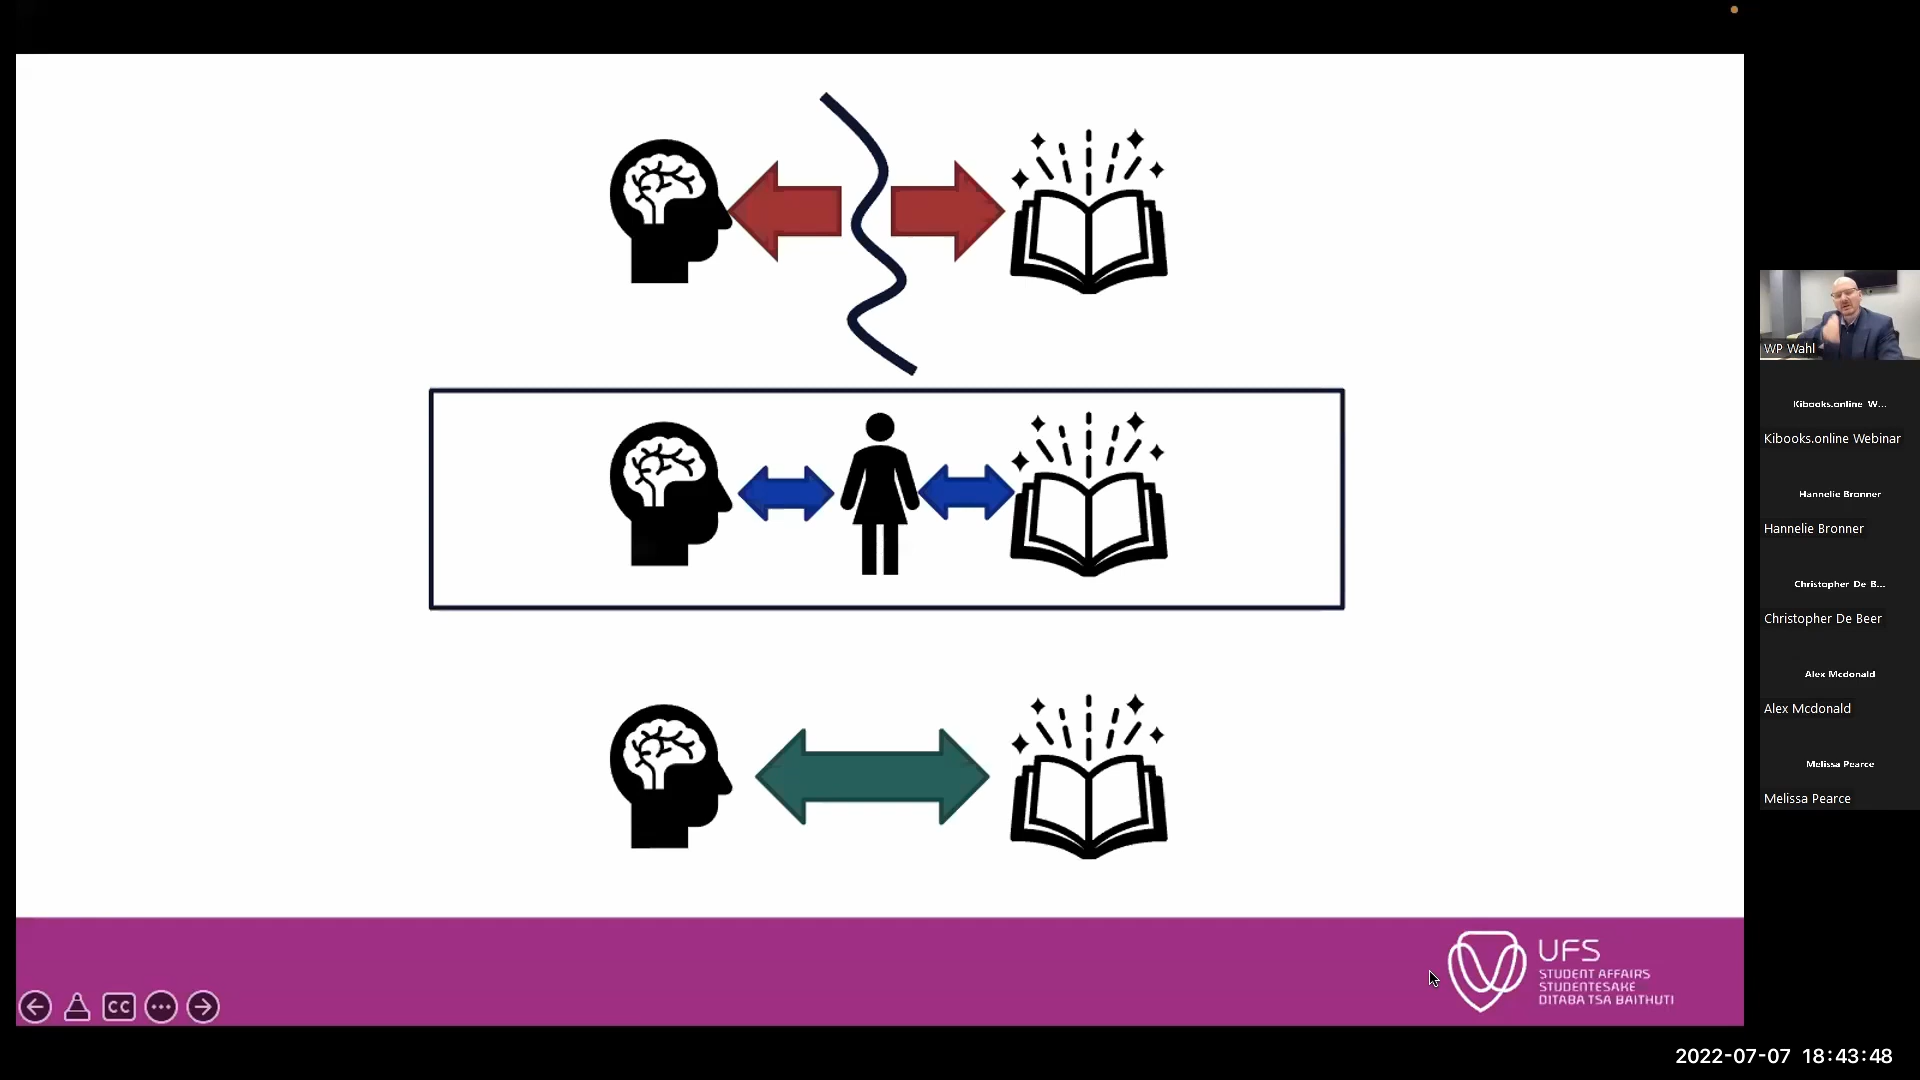 WP Wahl
Kibooks.online W...
Kibooks.online Webinar
Hannelie Bronner
Hannelie Bronner
Christopher De B...
Christopher De Beer
Alex Mcdonald
Alex Mcdonald
Melissa Pearce
Melissa Pearce
UFS
STUDENT AFFAIRS
STUDENTESAKE
DITABA TSA BAITHUTI
CC
2022-07-07 18:43:48